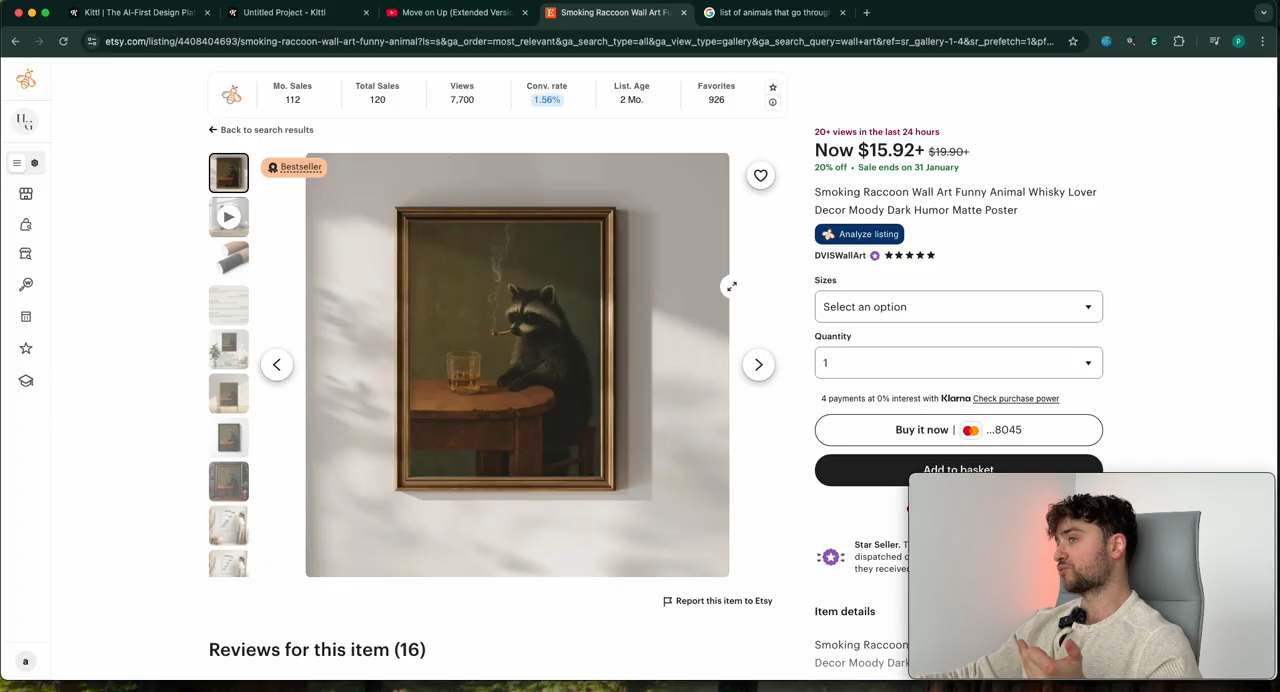 Kittl | The AI-First Design Pla
Untitled Project - Kittl
Move on Up (Extended Versi
Smoking Raccoon Wall Art Fu
list of animals that go throug
etsy.com/listing/4408404693/smoking-raccoon-wall-art-funny-animal?ls=s&ga_order=most_relevant&ga_search_type=all&ga_view_type=gallery&ga_search_query=wall+art&ref=sr_gallery-1-4&sr_prefetch=1&pf...
Mo. Sales
112
Total Sales
120
Views
7,700
Conv. rate
1.56%
List. Age
2 Mo.
Favorites
926
Back to search results
Bestseller
20+ views in the last 24 hours
Now $15.92+ $19.90+
20% off • Sale ends on 31 January
Smoking Raccoon Wall Art Funny Animal Whisky Lover
Decor Moody Dark Humor Matte Poster
Analyze listing
DVISWallArt
Sizes
Select an option
Quantity
1
4 payments at 0% interest with Klarna Check purchase power
Buy it now | ...8045
Add to basket
Star Seller. T
dispatched o
they received
Report this item to Etsy
Item details
Smoking Raccoon
Decor Moody Dark
Reviews for this item (16)
a